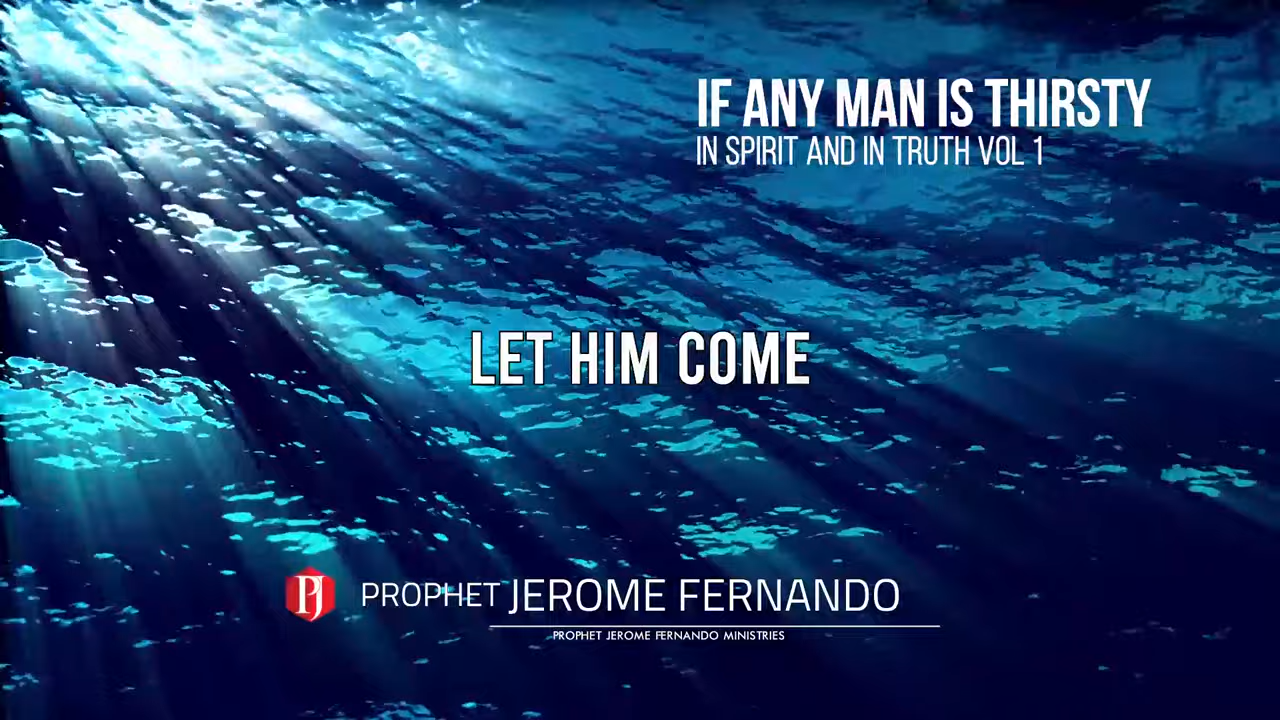 IF ANY MAN IS THIRSTY
IN SPIRIT AND IN TRUTH VOL 1
LET HIM COME
PJ PROPHET JEROME FERNANDO
PROPHET JEROME FERNANDO MINISTRIES